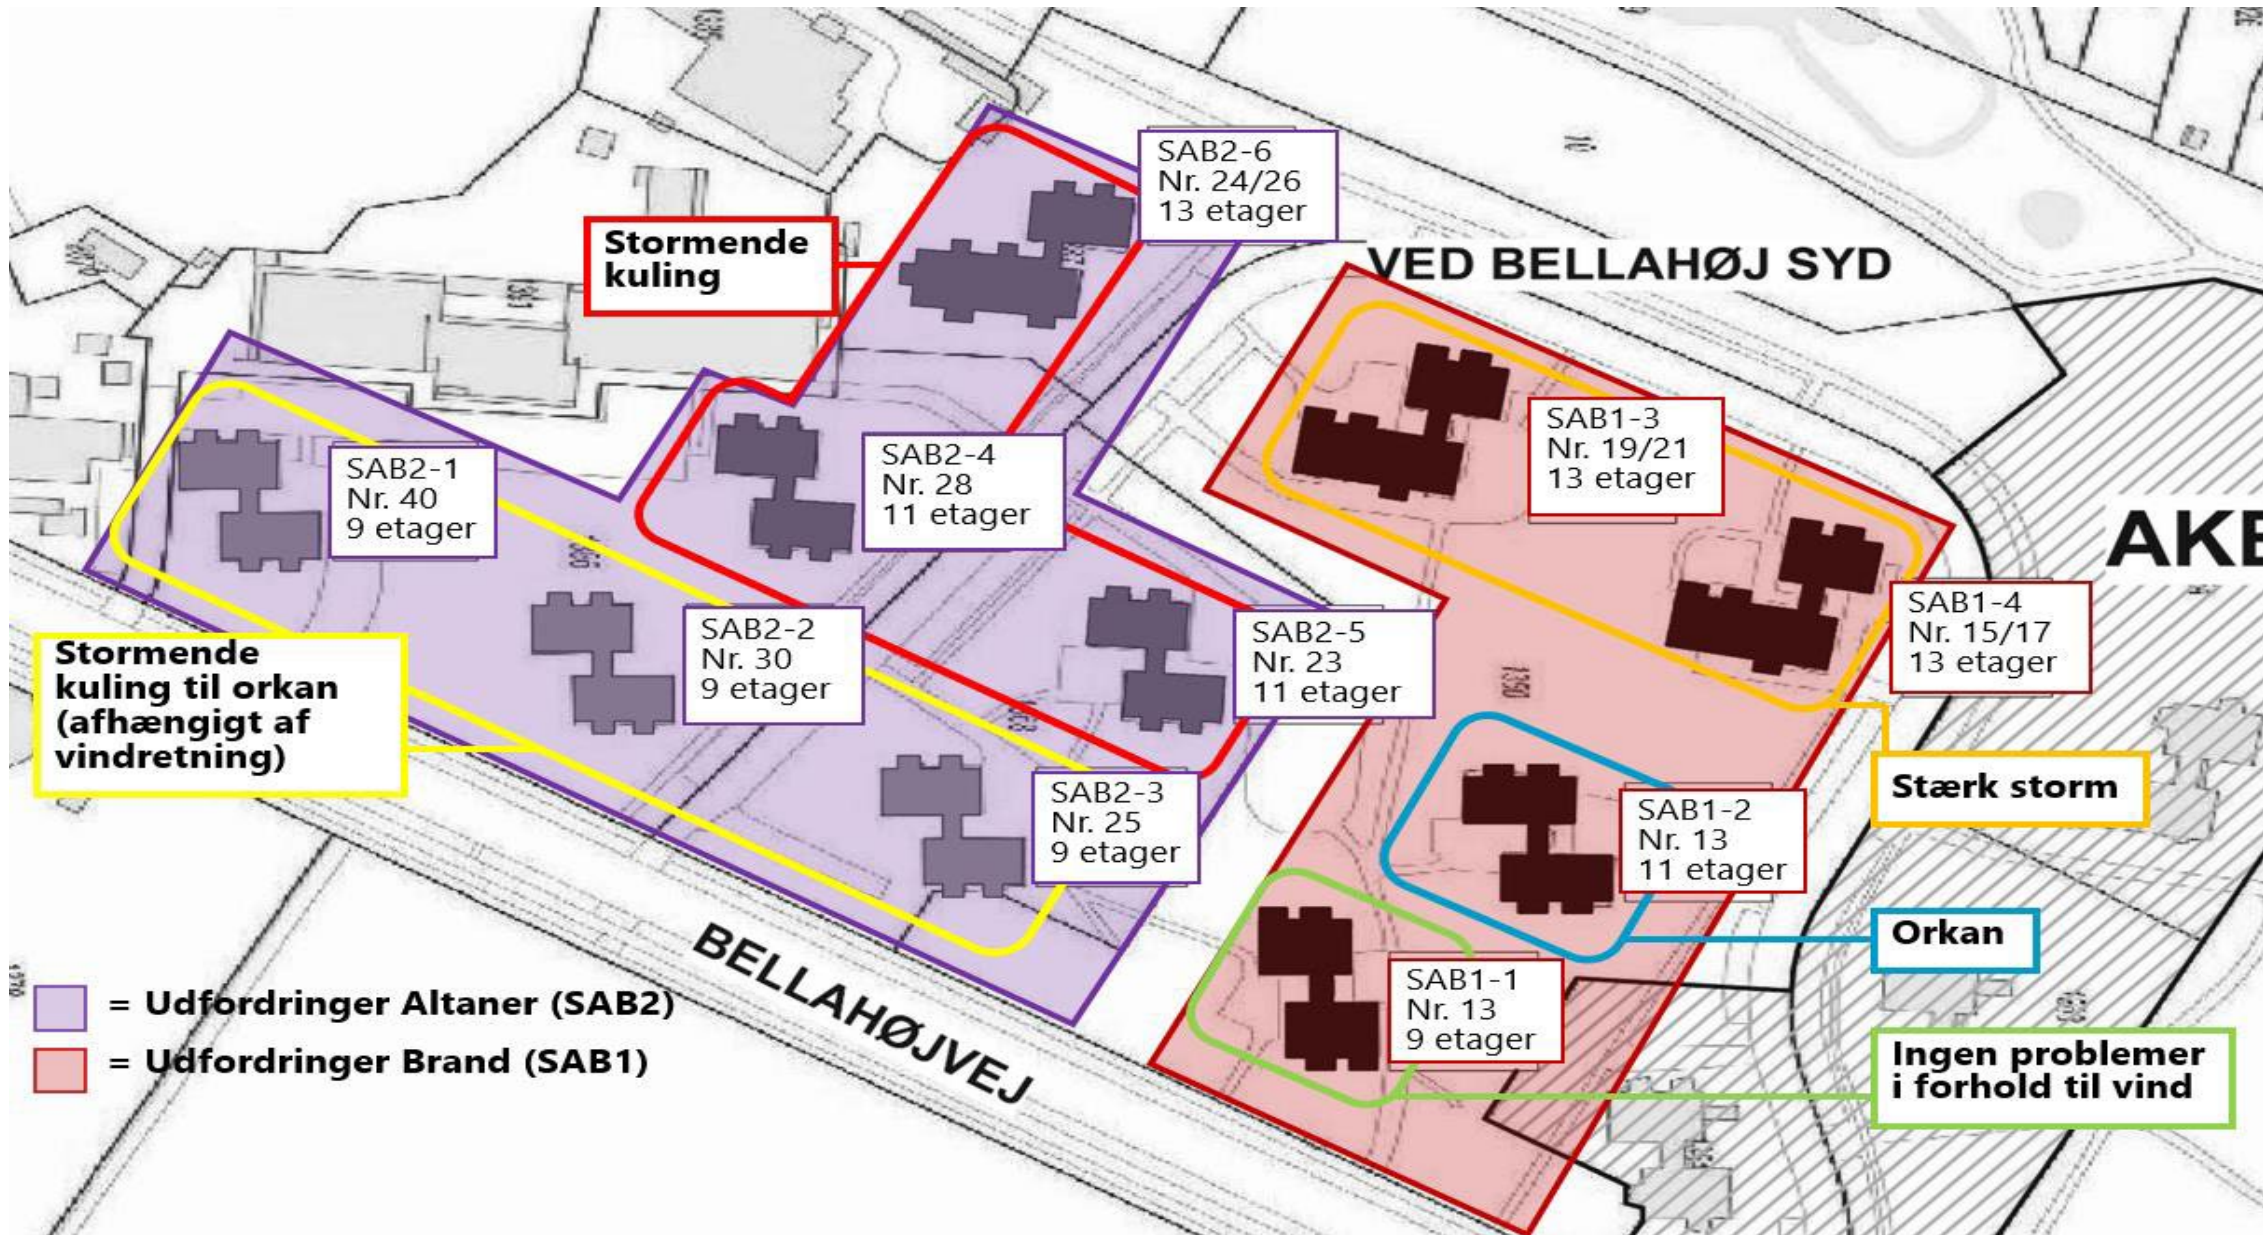 SAB2-6
Nr. 24/26
13 etager
Stormende
kuling
VED BELLAHØJ SYD
SAB1-3
Nr. 19/21
13 etager
SAB2-4
Nr. 28
11 etager
SAB2-1
Nr. 40
9 etager
AKB
SAB1-4
Nr. 15/17
13 etager
SAB2-2
Nr. 30
9 etager
SAB2-5
Nr. 23
11 etager
Stormende
kuling til orkan
(afhængigt af
vindretning)
Stærk storm
SAB2-3
Nr. 25
9 etager
SAB1-2
Nr. 13
11 etager
Orkan
BELLAHØJVEJ
SAB1-1
Nr. 13
9 etager
= Udfordringer Altaner (SAB2)
= Udfordringer Brand (SAB1)
Ingen problemer
i forhold til vind
1390